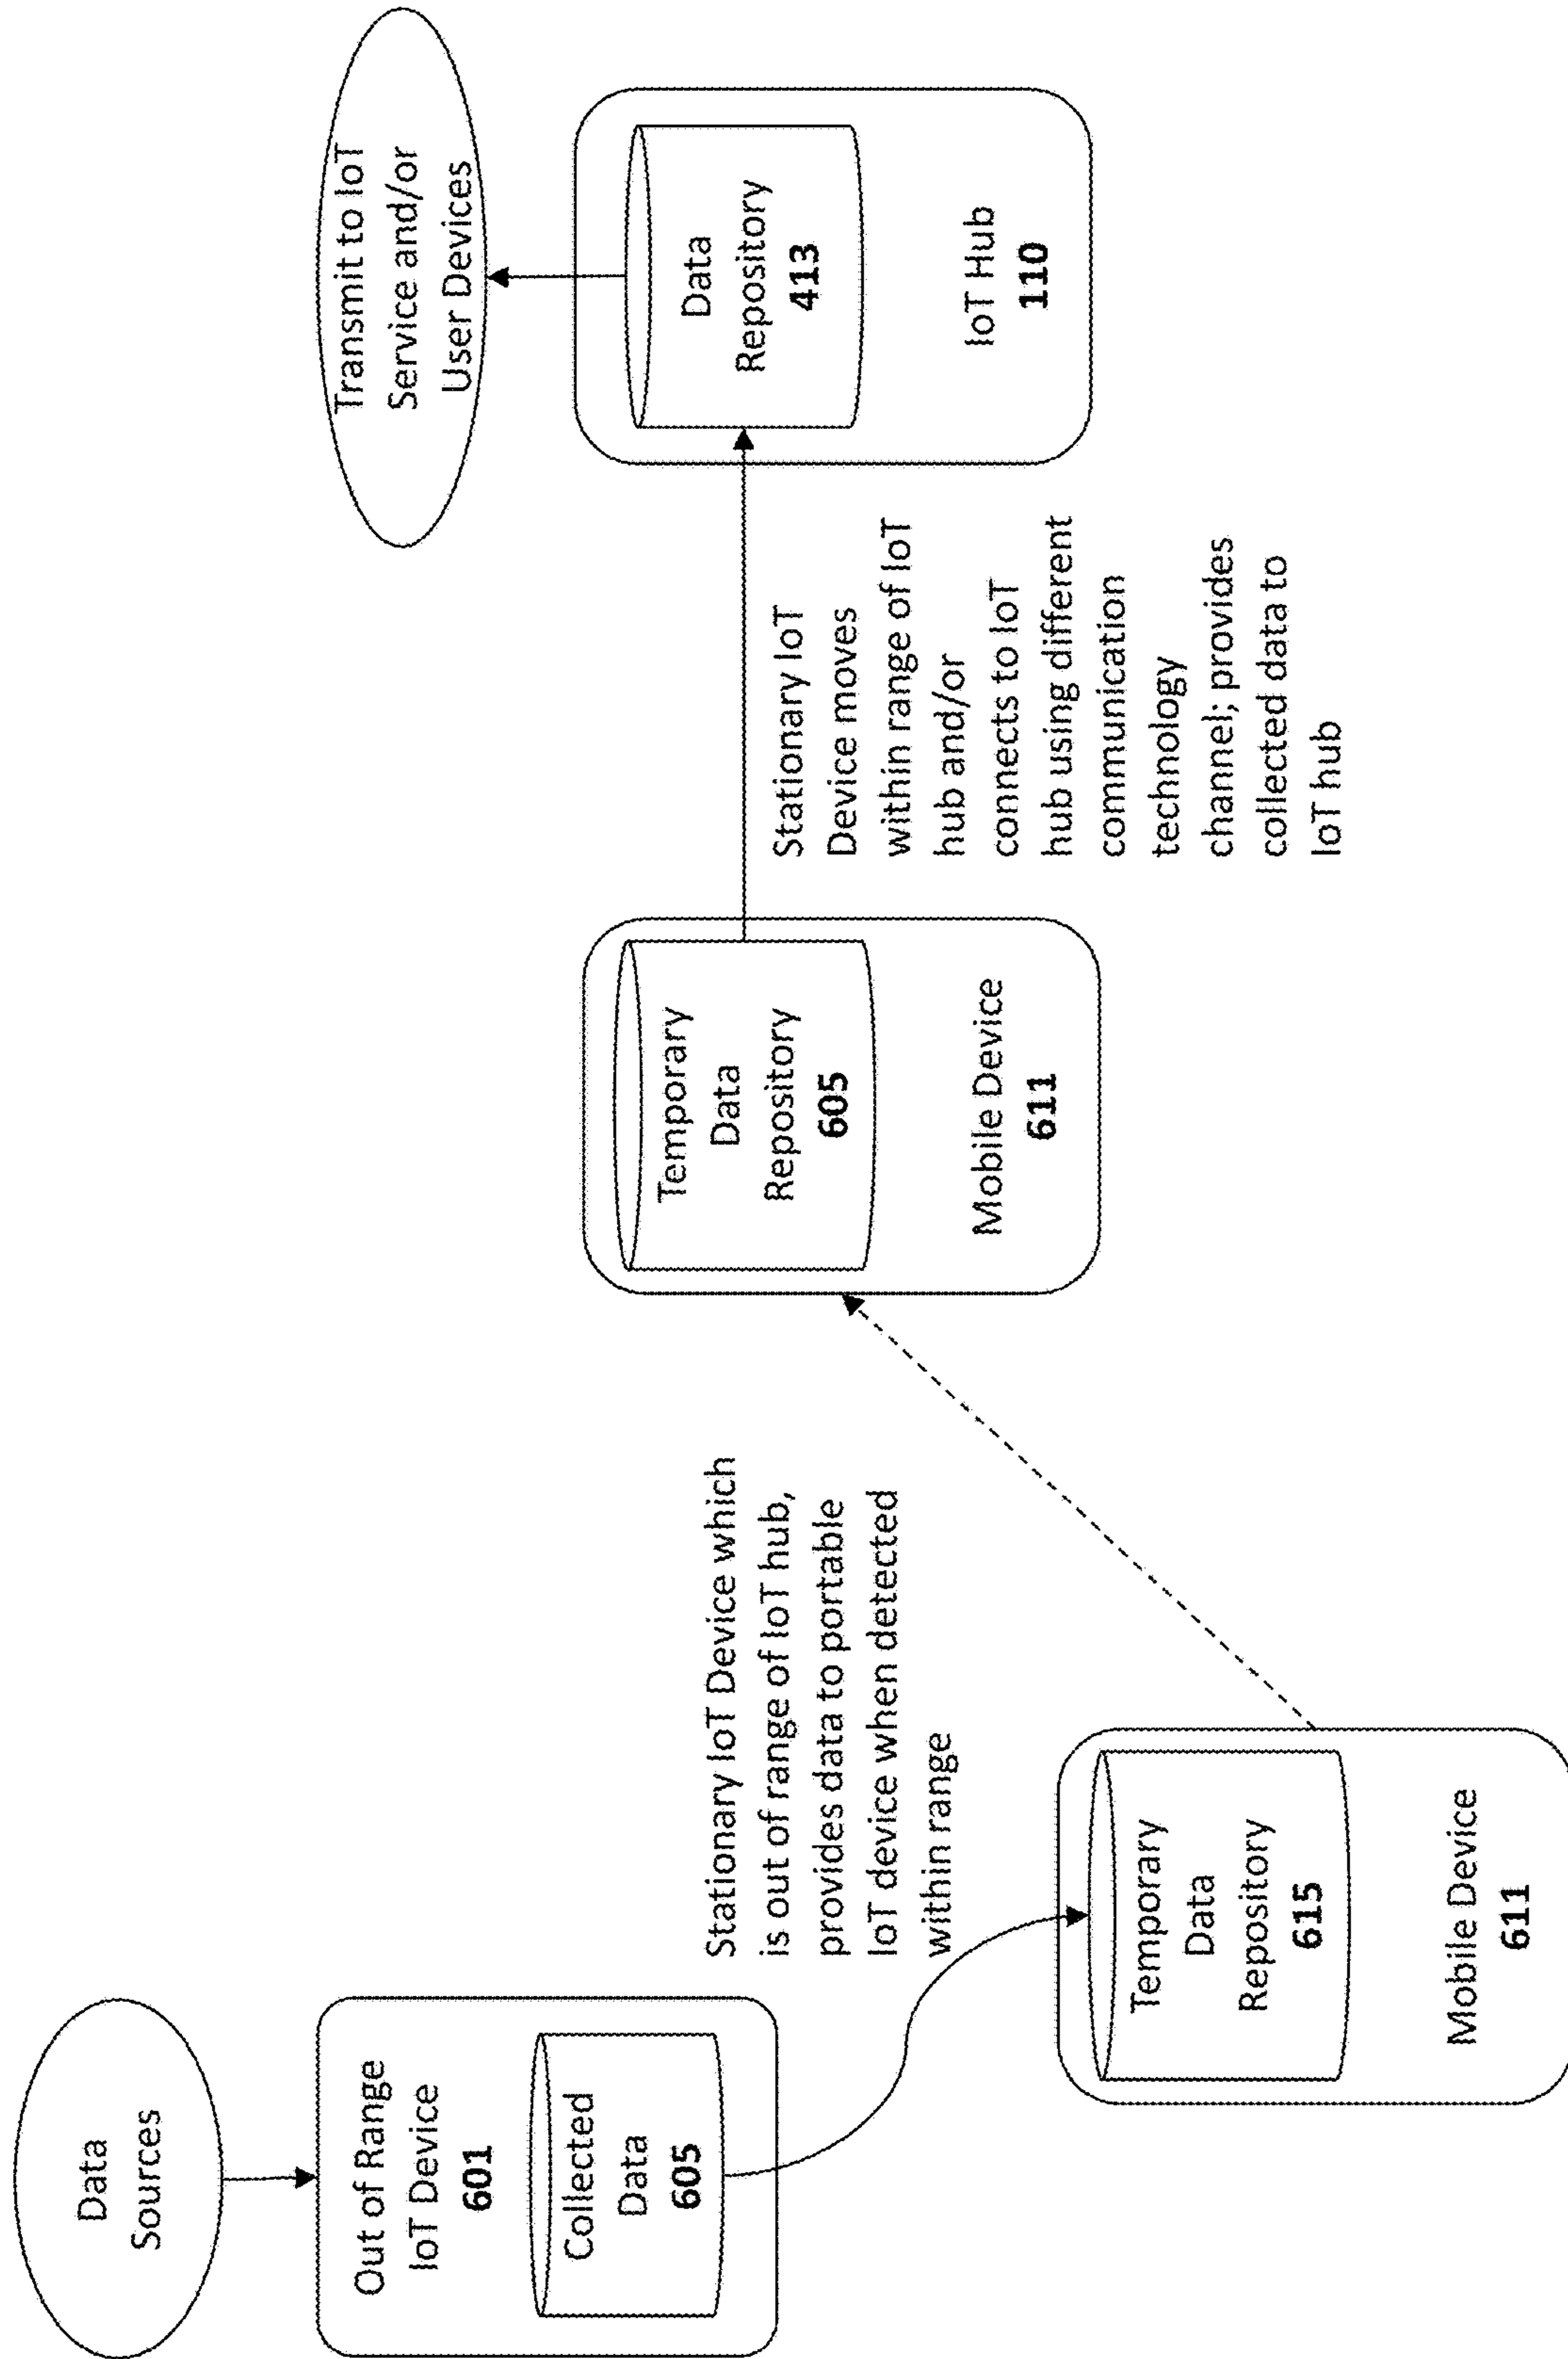 Data
Sources
Out of Range
IoT Device
601
Collected
Data
605
Stationary IoT Device which
is out of range of IoT hub,
provides data to portable
IoT device when detected
within range
Temporary
Data
Repository
615
Mobile Device
611
Temporary
Data
Repository
605
Mobile Device
611
Stationary IoT
Device moves
within range of IoT
hub and/or
connects to IoT
hub using different
communication
technology
channel; provides
collected data to
IoT hub
Transmit to IoT
Service and/or
User Devices
Data
Repository
413
IoT Hub
110